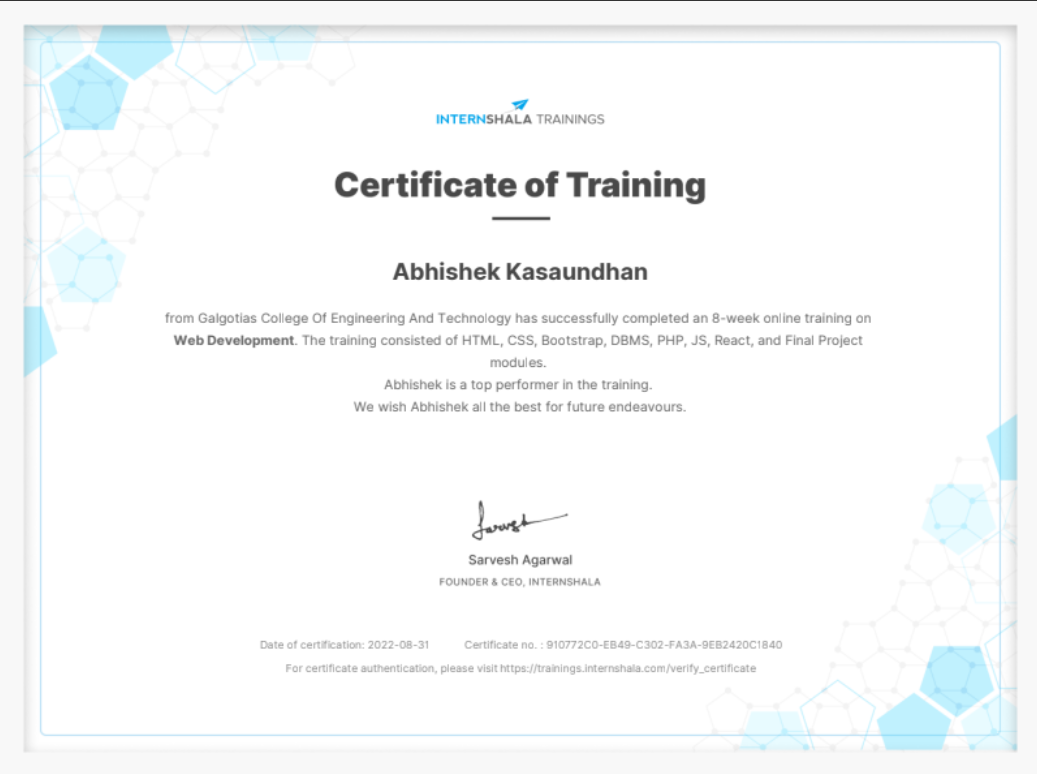 INTERNSHALA TRAININGS
Certificate of Training
Abhishek Kasaundhan
from Galgotias College Of Engineering And Technology has successfully completed an 8-week online training on
Web Development. The training consisted of HTML, CSS, Bootstrap, DBMS, PHP, JS, React, and Final Project
modules.
Abhishek is a top performer in the training.
We wish Abhishek all the best for future endeavours.
Sarvesh
Sarvesh Agarwal
FOUNDER & CEO, INTERNSHALA
Date of certification: 2022-08-31 Certificate no. : 910772C0-EB49-C302-FA3A-9EB2420C1840
For certificate authentication, please visit https://trainings.internshala.com/verify_certificate